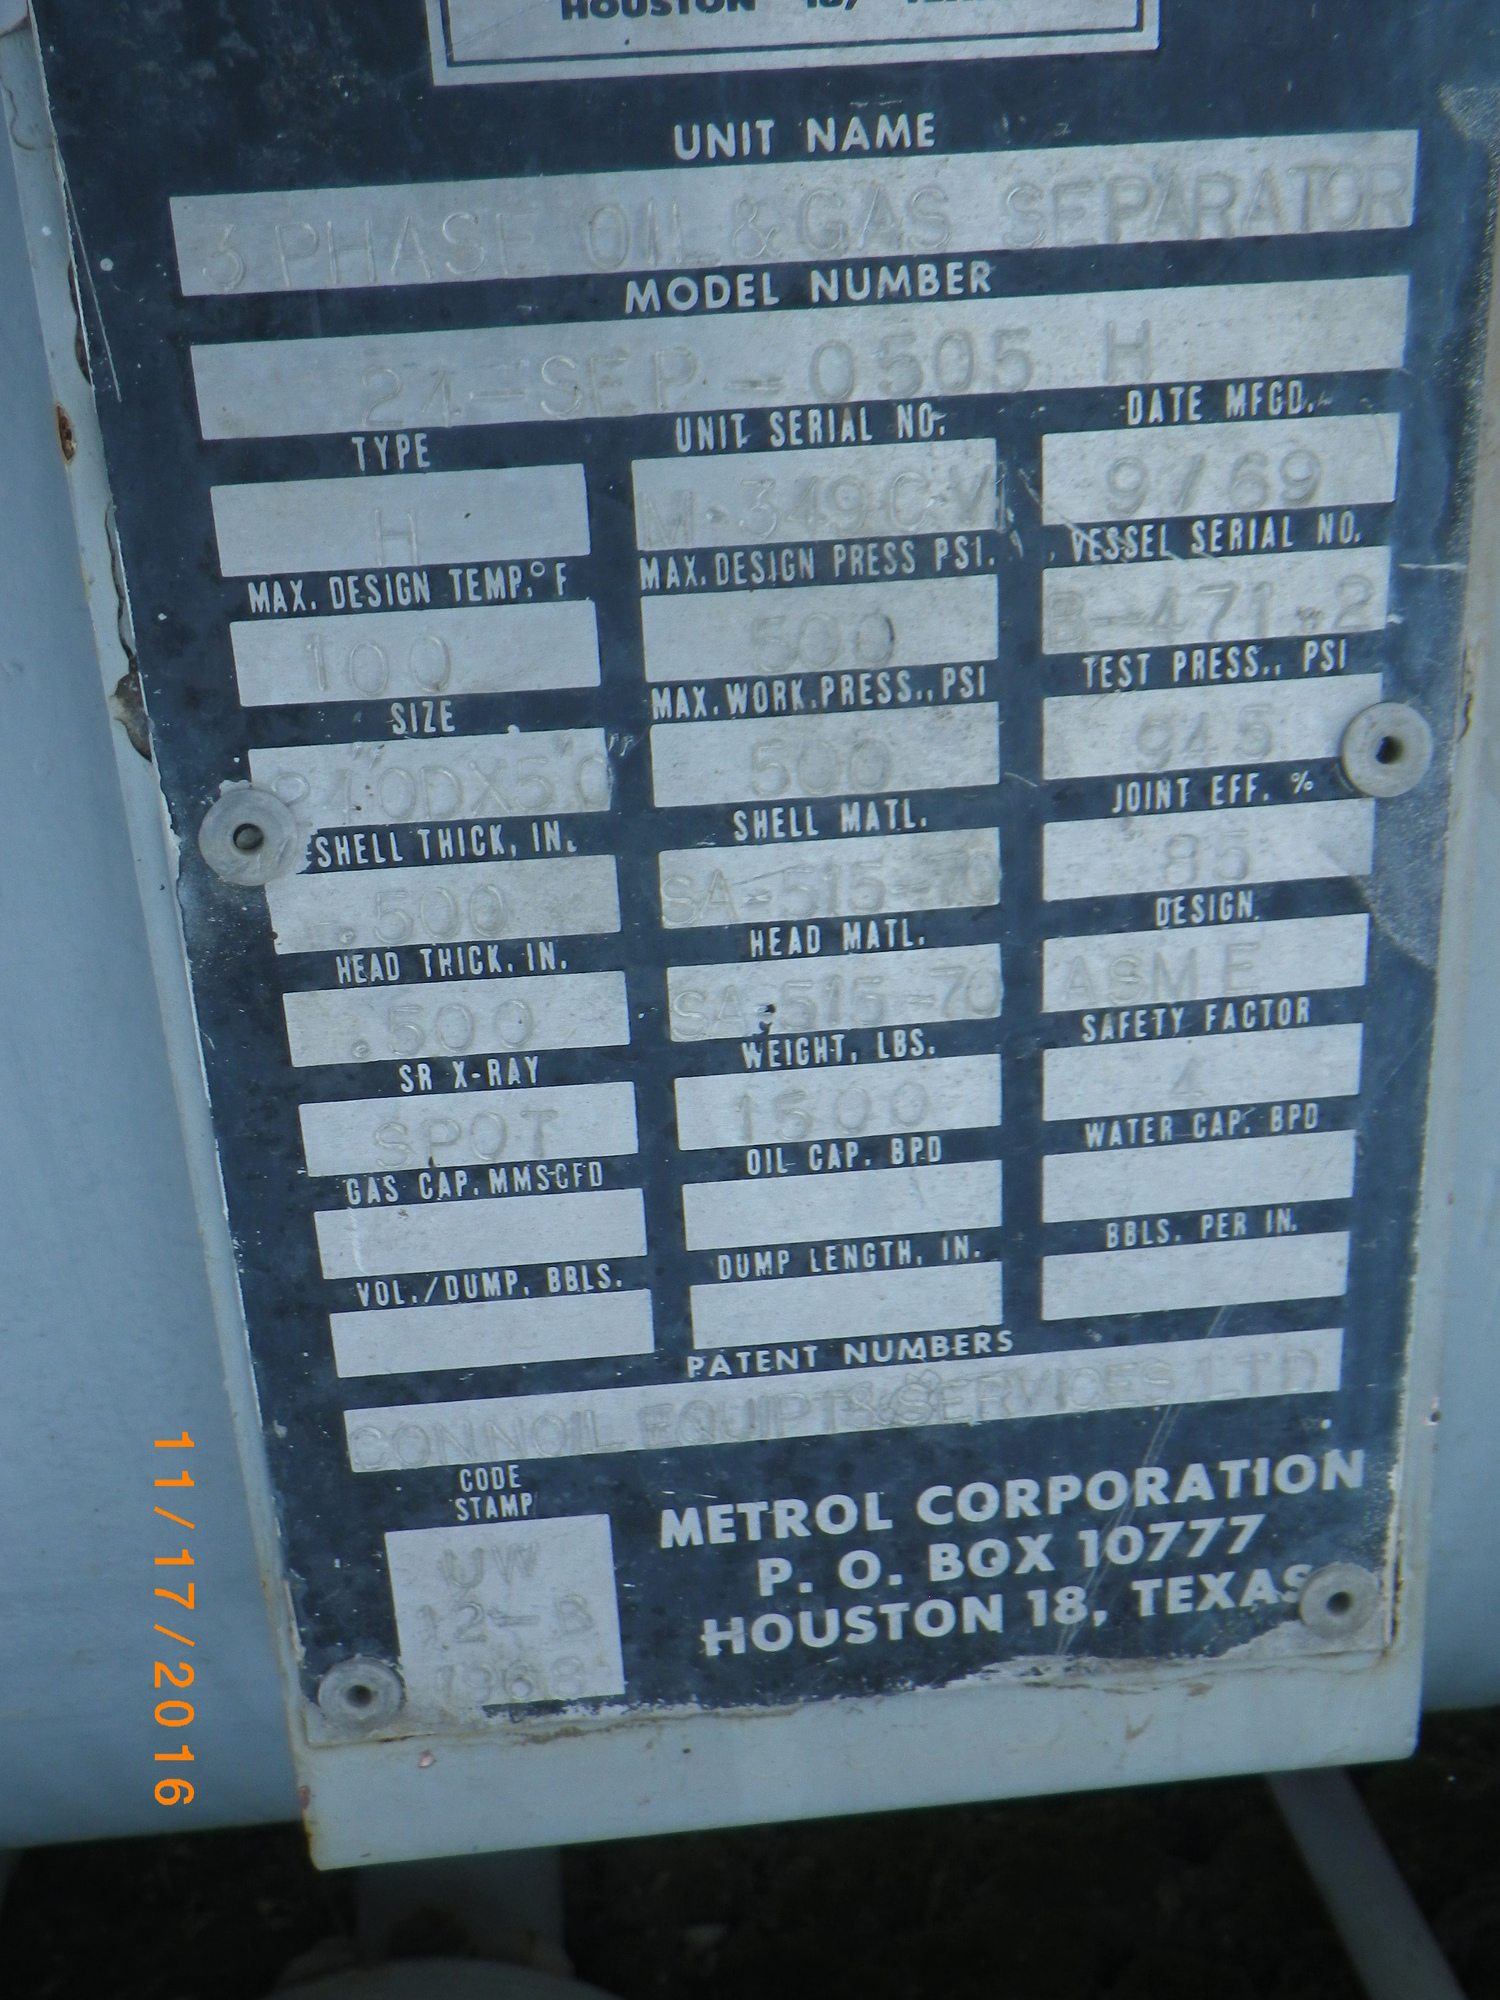 HOUSTON 18,
UNIT NAME
3 PHASE OIL & GAS SEPARATOR
MODEL NUMBER
24-SEP-0505 H
TYPE UNIT SERIAL NO. DATE MFGD.
H M-349C-V 9/69
MAX. DESIGN TEMP.°F MAX. DESIGN PRESS PSI. VESSEL SERIAL NO.
100 500 B-471-2
SIZE MAX. WORK. PRESS., PSI TEST PRESS., PSI
24"ODX5'0" 500 945
SHELL THICK, IN. SHELL MATL. JOINT EFF. %
.500 SA-515-70 85
HEAD THICK. IN. HEAD MATL. DESIGN
.500 SA-515-70 ASME
SR X-RAY WEIGHT, LBS. SAFETY FACTOR
SPOT 1500 4
GAS CAP. MMSCFD OIL CAP. BPD WATER CAP. BPD
VOL./DUMP, BBLS. DUMP LENGTH, IN. BBLS. PER IN.
PATENT NUMBERS
CONNOIL EQUIPT&SERVICES LTD
CODE
STAMP
UW
12-B
1968
METROL CORPORATION
P. O. BOX 10777
HOUSTON 18, TEXAS
11/17/2016